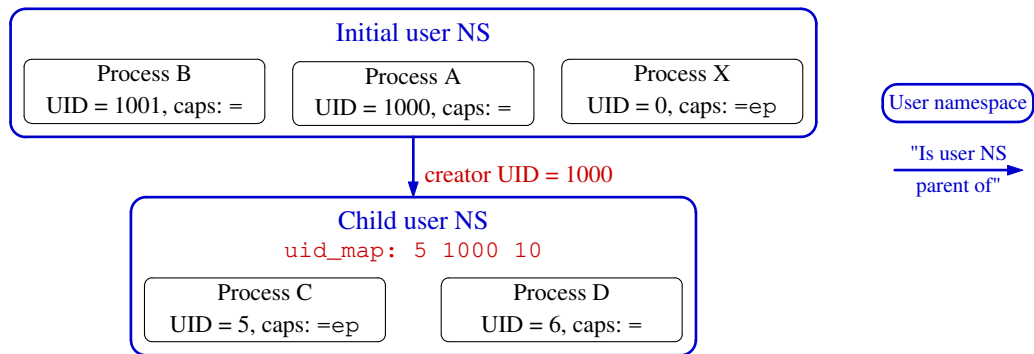 Initial user NS
Process B
UID = 1001, caps: =
Process A
UID = 1000, caps: =
Process X
UID = 0, caps: =ep
creator UID = 1000
Child user NS
uid_map: 5 1000 10
Process C
UID = 5, caps: =ep
Process D
UID = 6, caps: =
User namespace
"Is user NS
parent of"